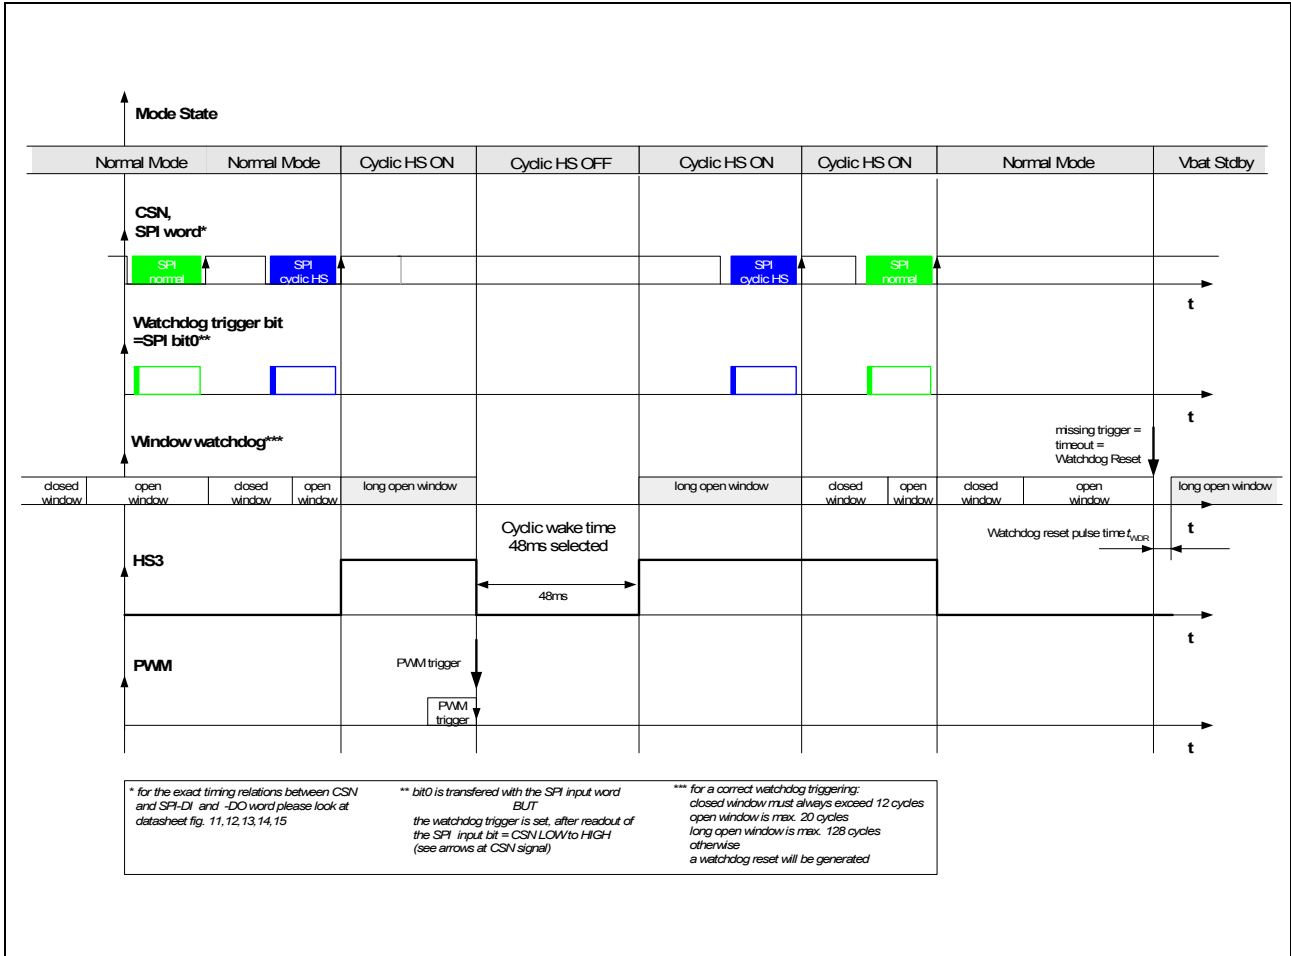 Mode State
Normal Mode Normal Mode Cyclic HS ON Cyclic HS OFF Cyclic HS ON Cyclic HS ON Normal Mode Vbat Stdby
CSN,
SPI word*
SPI
normal
SPI
cyclic HS
SPI
cyclic HS
SPI
normal
t
Watchdog trigger bit
=SPI bit0**
t
Window watchdog***
missing trigger =
timeout =
Watchdog Reset
closed
window
open
window
closed
window
open
window
long open window
long open window
closed
window
open
window
closed
window
open
window
long open window
t
HS3
Cyclic wake time
48ms selected
48ms
Watchdog reset pulse time tWDR
t
PWM
PWM trigger
PWM
trigger
t
* for the exact timing relations between CSN
and SPI-DI and -DO word please look at
datasheet fig. 11,12,13,14,15
** bit0 is transfered with the SPI input word
BUT
the watchdog trigger is set, after readout of
the SPI input bit = CSN LOW to HIGH
(see arrows at CSN signal)
*** for a correct watchdog triggering:
closed window must always exceed 12 cycles
open window is max. 20 cycles
long open window is max. 128 cycles
otherwise
a watchdog reset will be generated